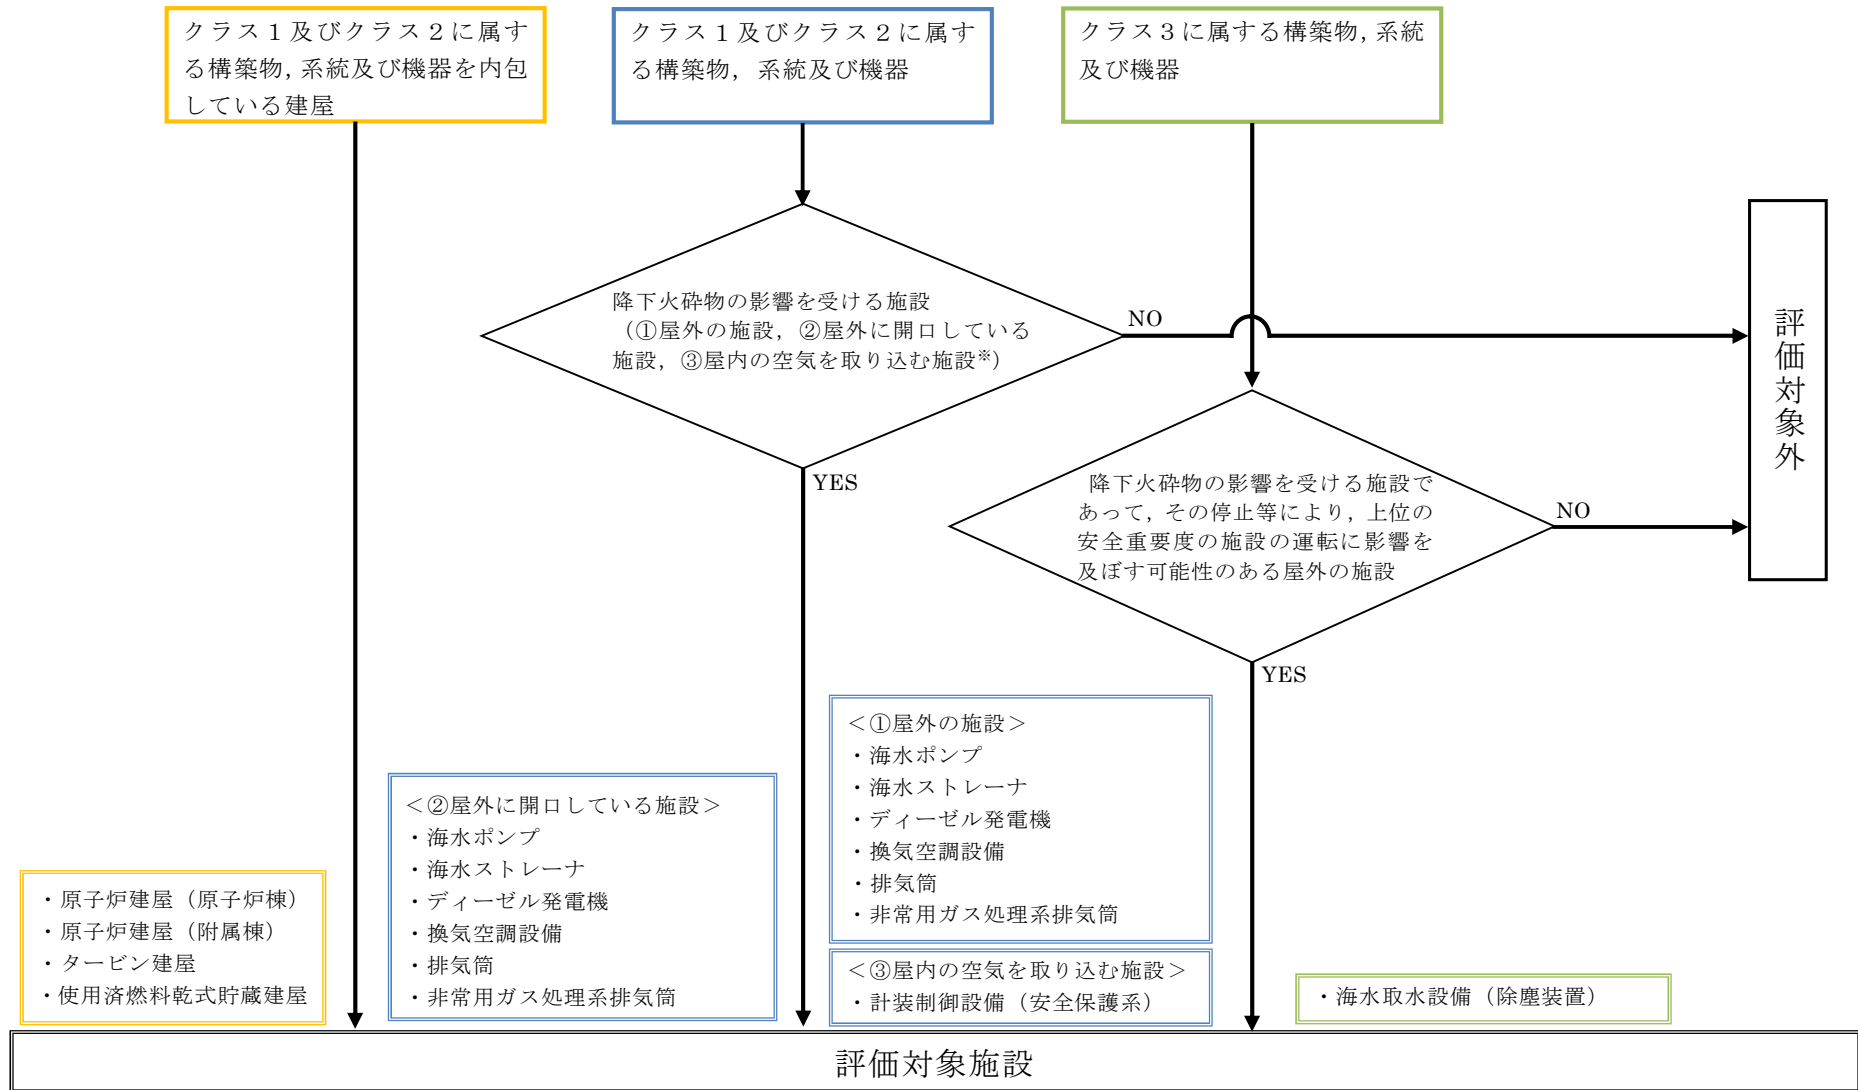 クラス１及びクラス２に属す
る構築物, 系統及び機器を内包
している建屋
クラス１及びクラス２に属す
る構築物，系統及び機器
クラス３に属する構築物, 系統
及び機器
降下火砕物の影響を受ける施設
（①屋外の施設，②屋外に開口している
施設，③屋内の空気を取り込む施設※）
NO
YES
降下火砕物の影響を受ける施設で
あって，その停止等により，上位の
安全重要度の施設の運転に影響を
及ぼす可能性のある屋外の施設
NO
YES
評価対象外
・原子炉建屋（原子炉棟）
・原子炉建屋（附属棟）
・タービン建屋
・使用済燃料乾式貯蔵建屋
＜②屋外に開口している施設＞
・海水ポンプ
・海水ストレーナ
・ディーゼル発電機
・換気空調設備
・排気筒
・非常用ガス処理系排気筒
＜①屋外の施設＞
・海水ポンプ
・海水ストレーナ
・ディーゼル発電機
・換気空調設備
・排気筒
・非常用ガス処理系排気筒
＜③屋内の空気を取り込む施設＞
・計装制御設備（安全保護系）
・海水取水設備（除塵装置）
評価対象施設